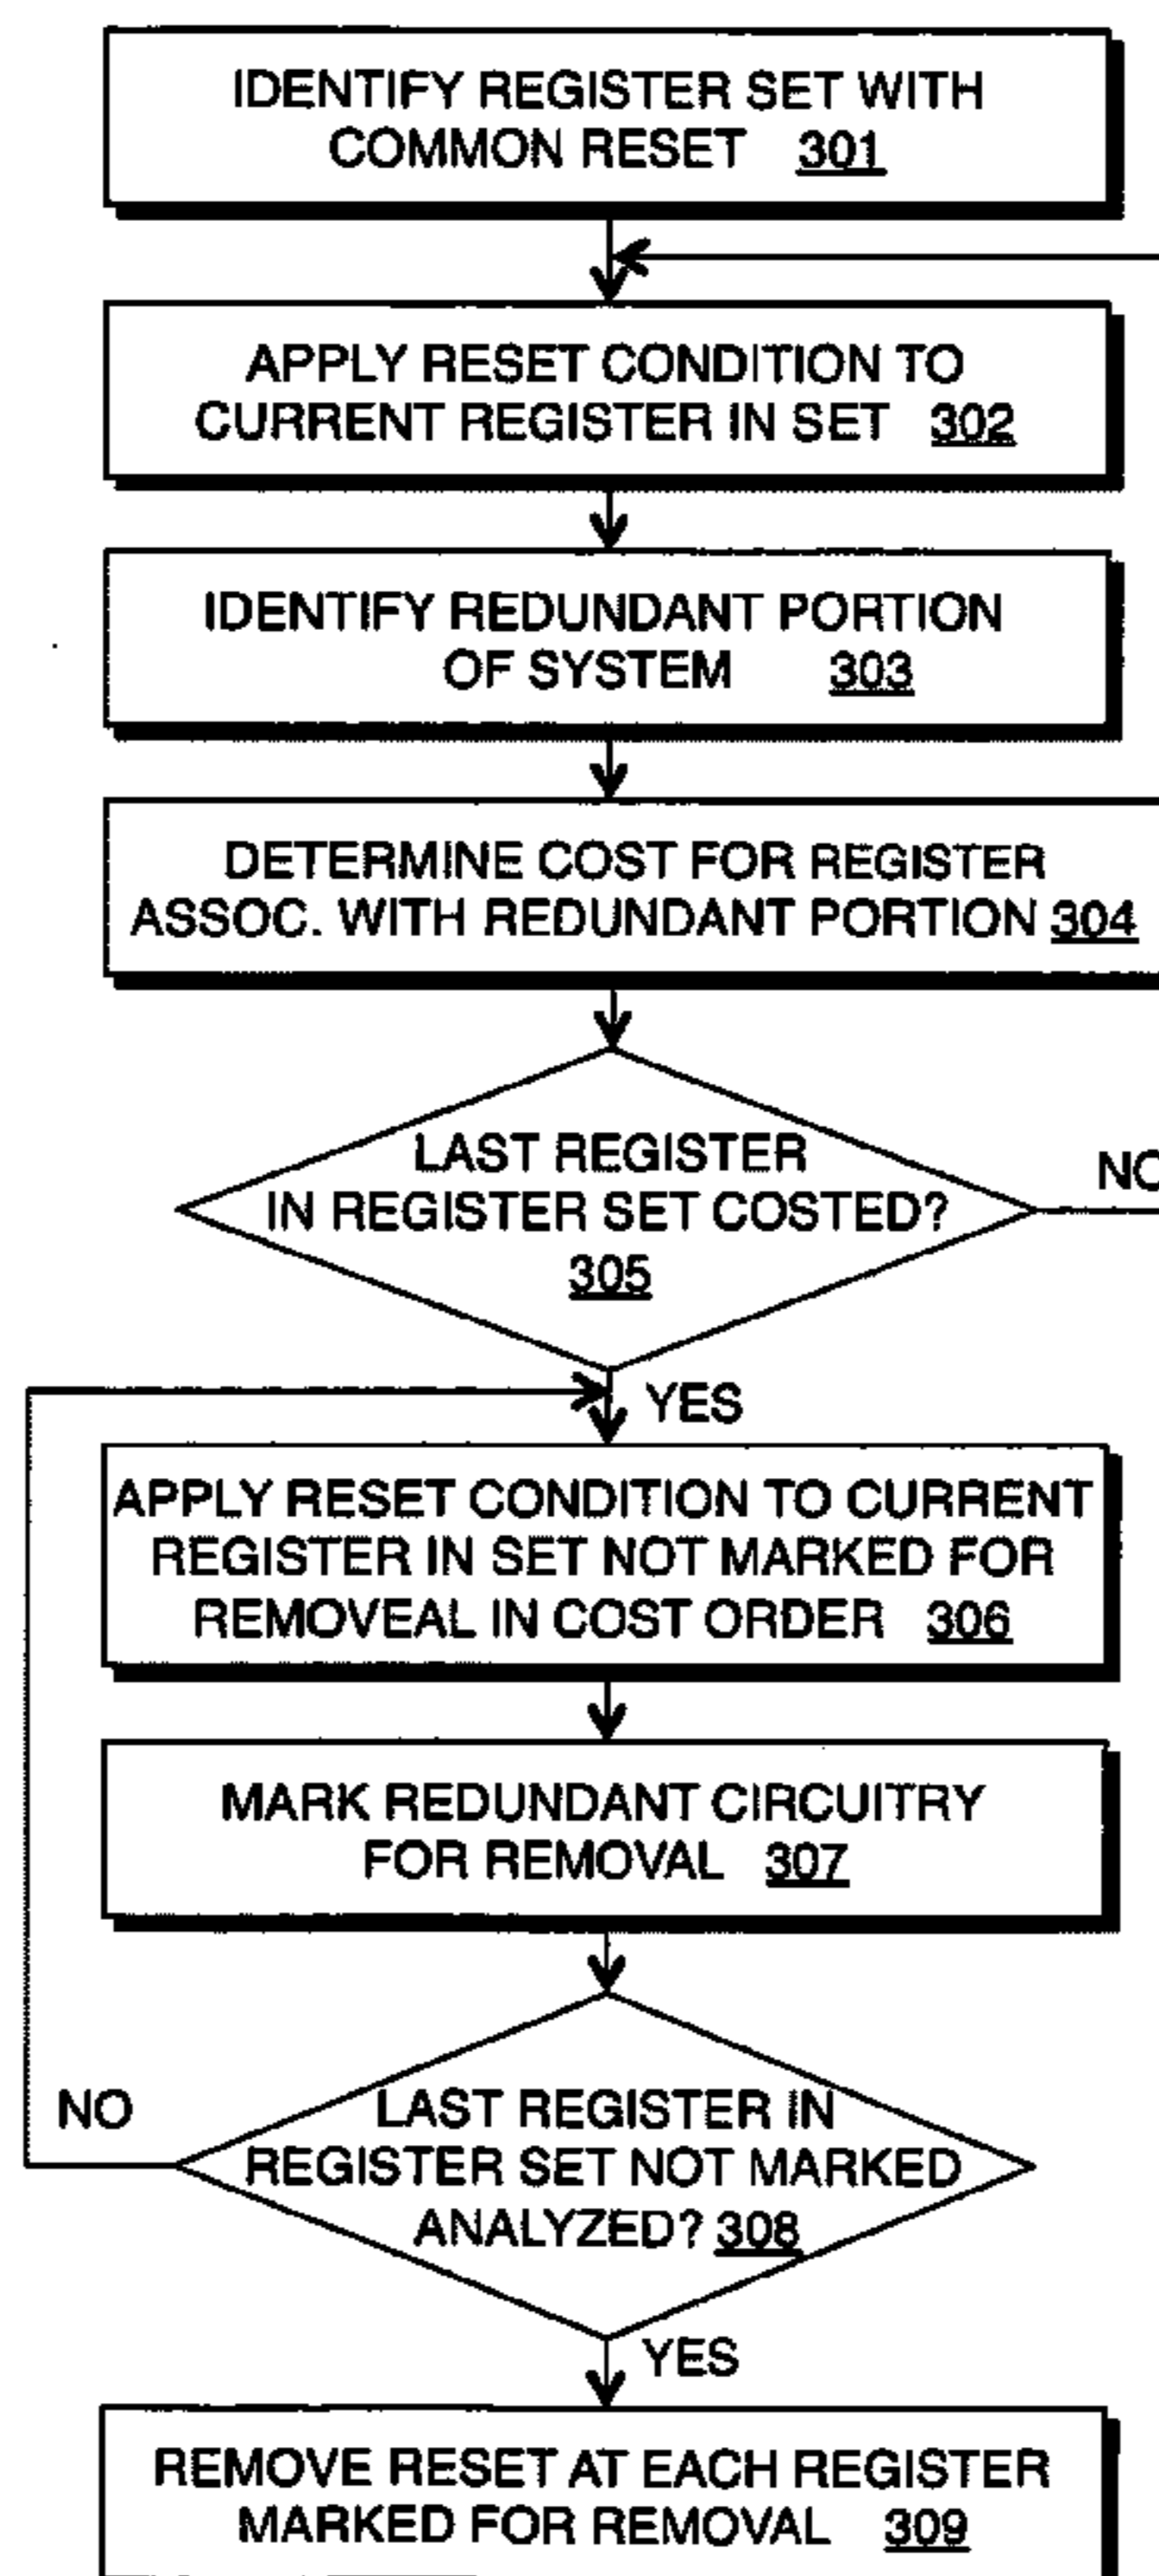 IDENTIFY REGISTER SET WITH
COMMON RESET 301
APPLY RESET CONDITION TO
CURRENT REGISTER IN SET 302
IDENTIFY REDUNDANT PORTION
OF SYSTEM 303
DETERMINE COST FOR REGISTER
ASSOC. WITH REDUNDANT PORTION 304
LAST REGISTER
IN REGISTER SET COSTED?
305
NO
YES
APPLY RESET CONDITION TO CURRENT
REGISTER IN SET NOT MARKED FOR
REMOVEAL IN COST ORDER 306
MARK REDUNDANT CIRCUITRY
FOR REMOVAL 307
LAST REGISTER IN
REGISTER SET NOT MARKED
ANALYZED? 308
NO
YES
REMOVE RESET AT EACH REGISTER
MARKED FOR REMOVAL 309